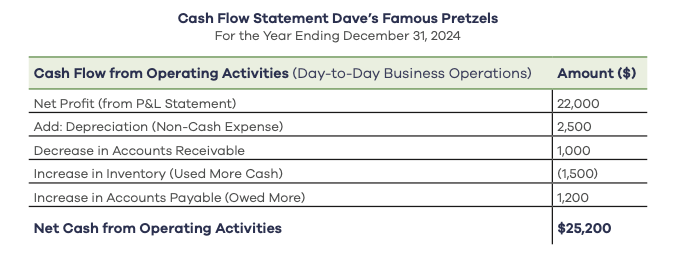 Cash Flow Statement Dave’s Famous Pretzels
For the Year Ending December 31, 2024
Cash Flow from Operating Activities (Day-to-Day Business Operations) Amount ($)
Net Profit (from P&L Statement) 22,000
Add: Depreciation (Non-Cash Expense) 2,500
Decrease in Accounts Receivable 1,000
Increase in Inventory (Used More Cash) (1,500)
Increase in Accounts Payable (Owed More) 1,200
Net Cash from Operating Activities $25,200